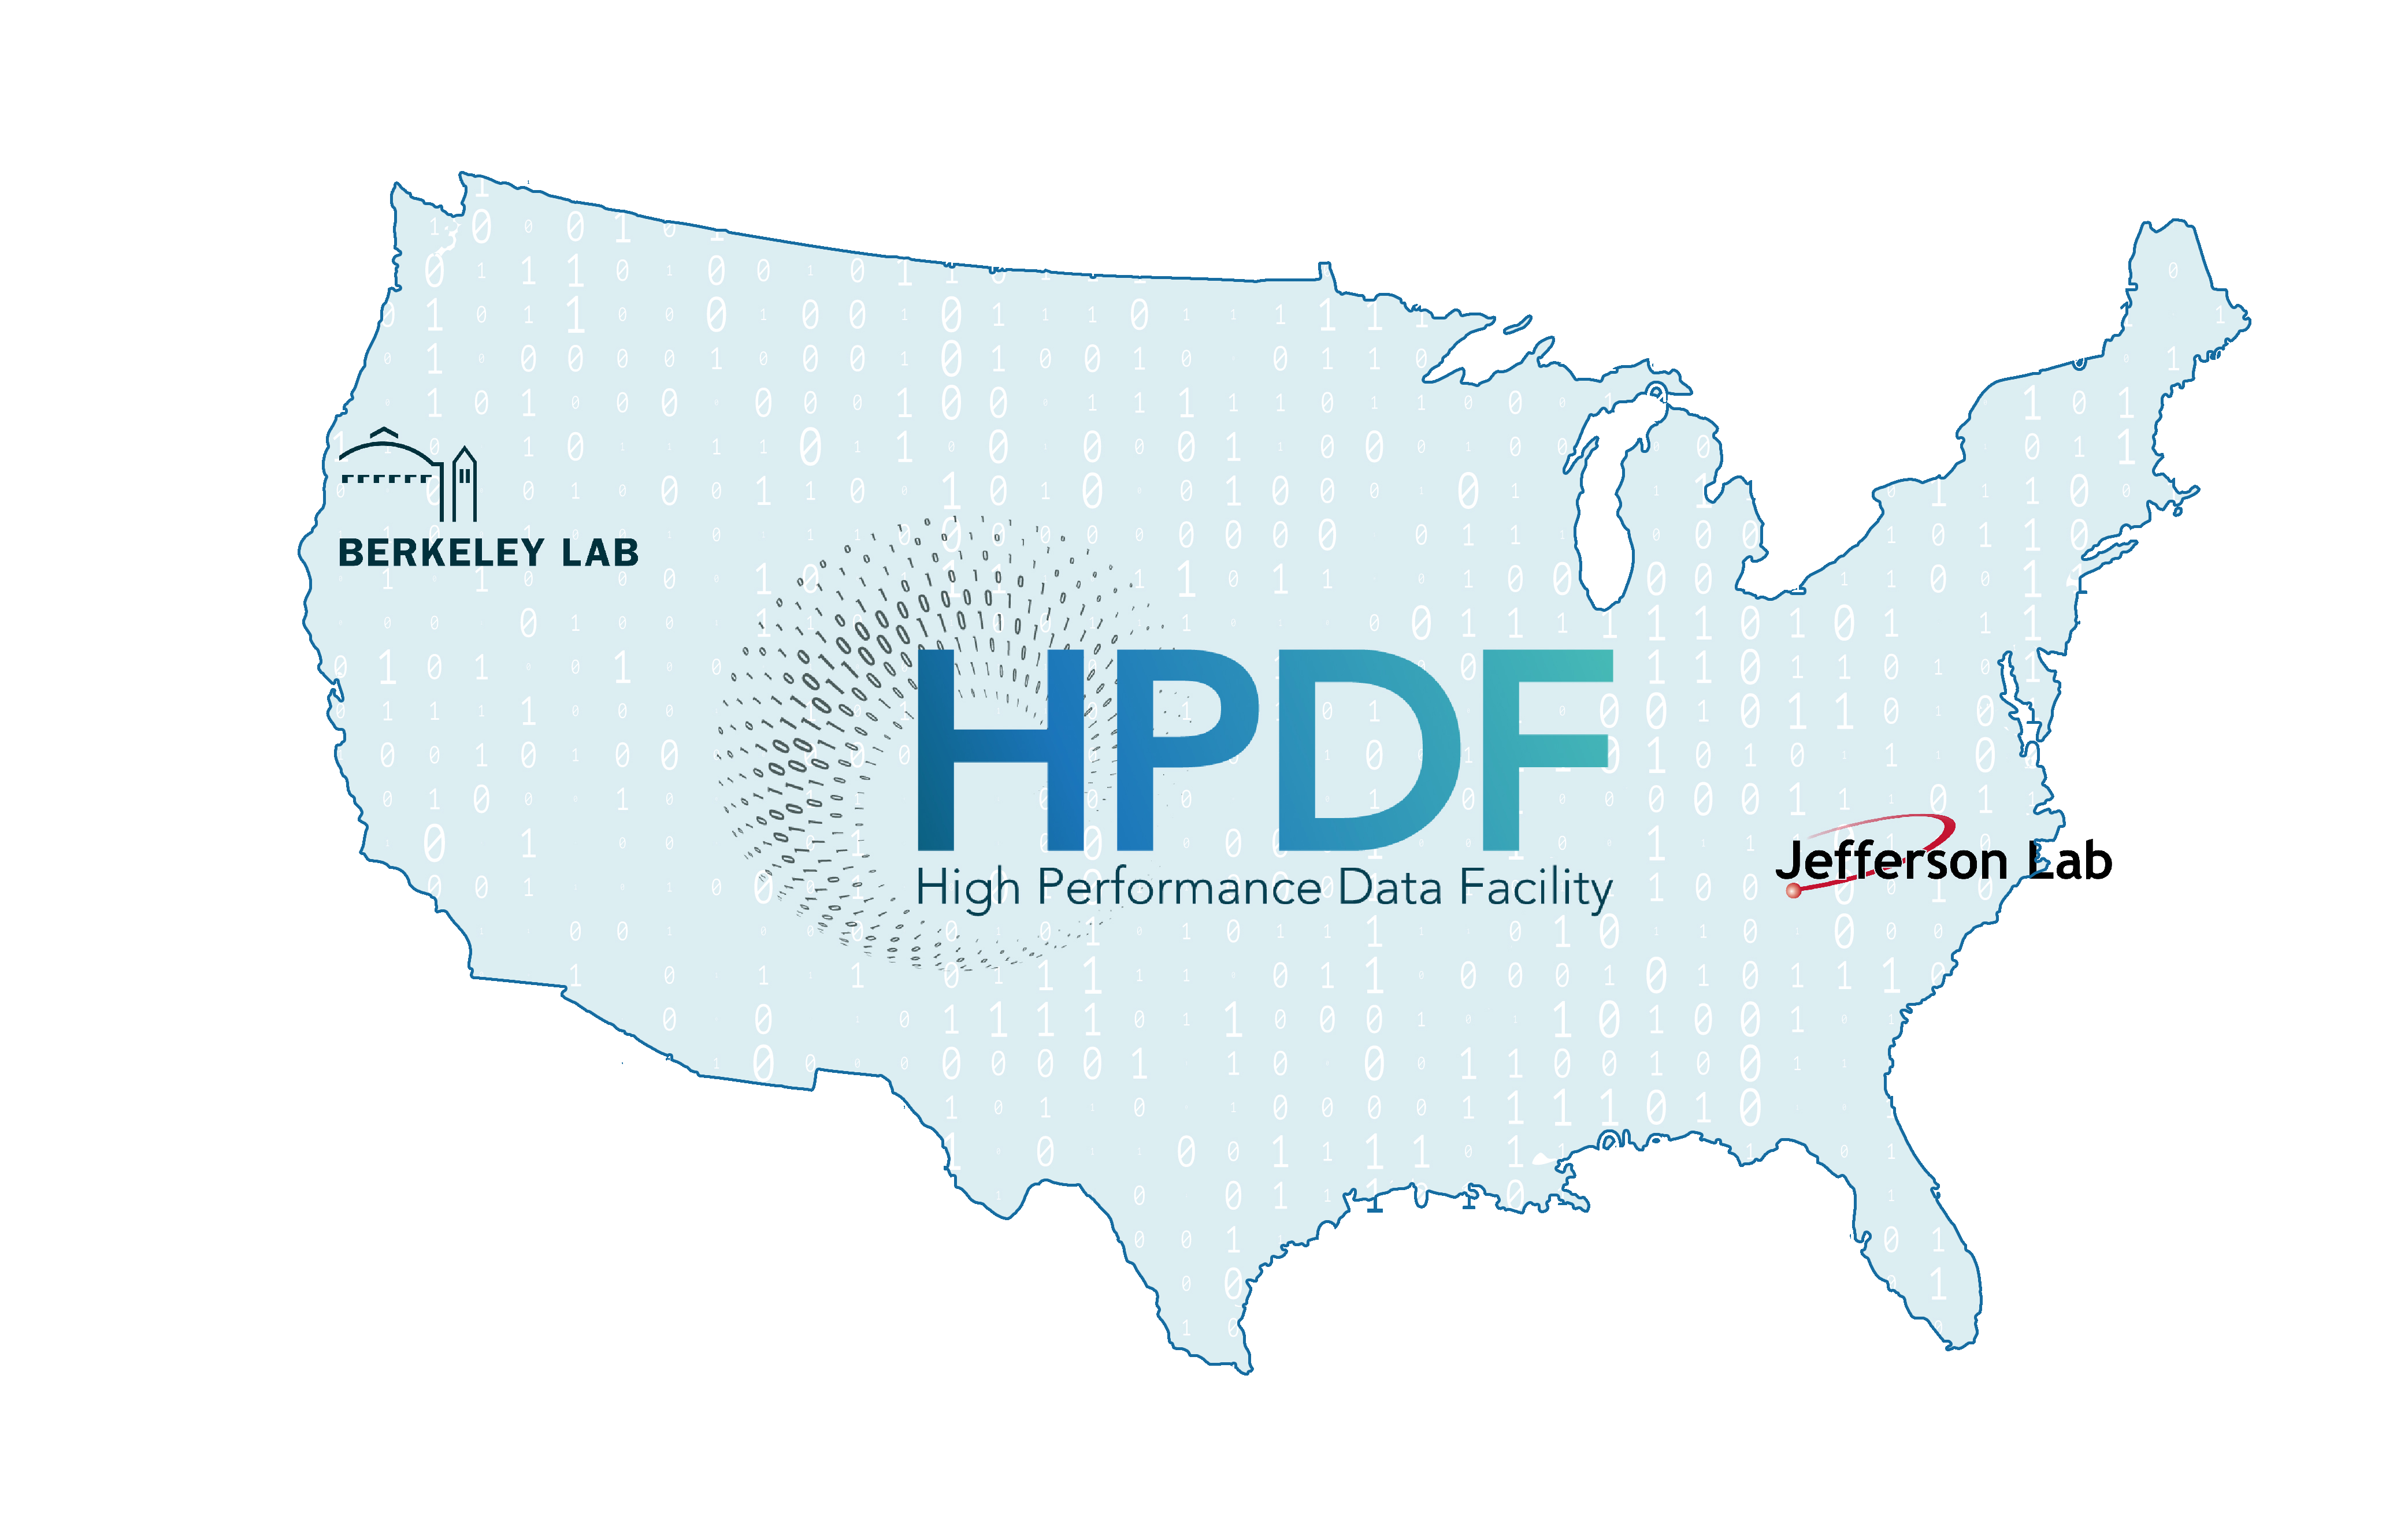 BERKELEY LAB
HPDF
High Performance Data Facility
Jefferson Lab